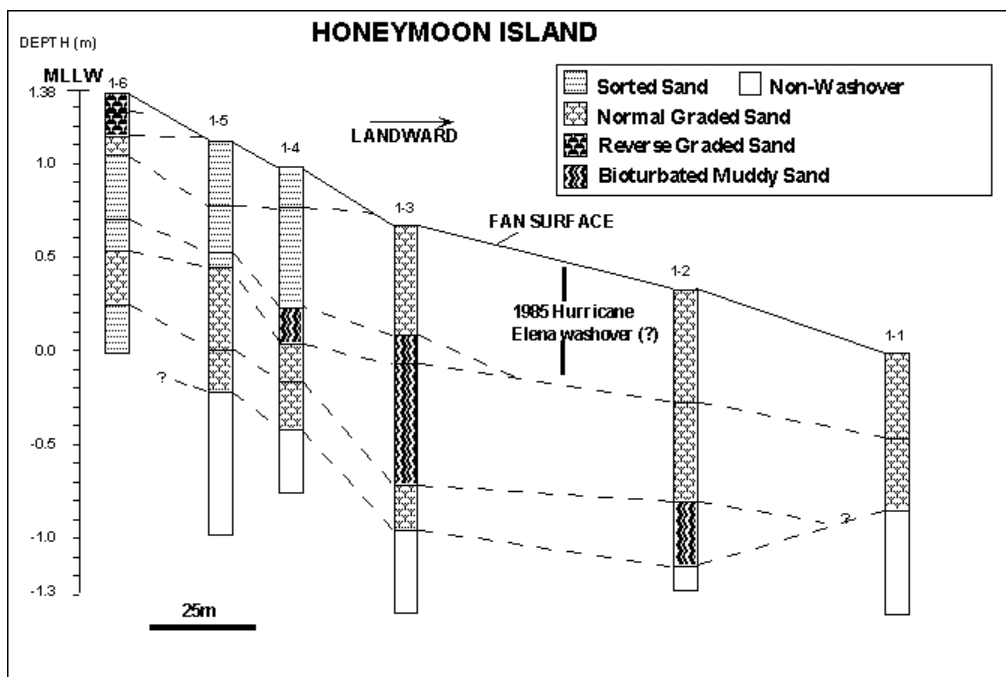 HONEYMOON ISLAND
DEPTH (m)
MLLW
1.38
1.0
0.5
0.0
-0.5
-1.0
-1.3
1-6
1-5
1-4
1-3
1-2
1-1
LANDWARD
Sorted Sand
Non-Washover
Normal Graded Sand
Reverse Graded Sand
Bioturbated Muddy Sand
FAN SURFACE
1985 Hurricane
Elena washover (?)
?
?
25m